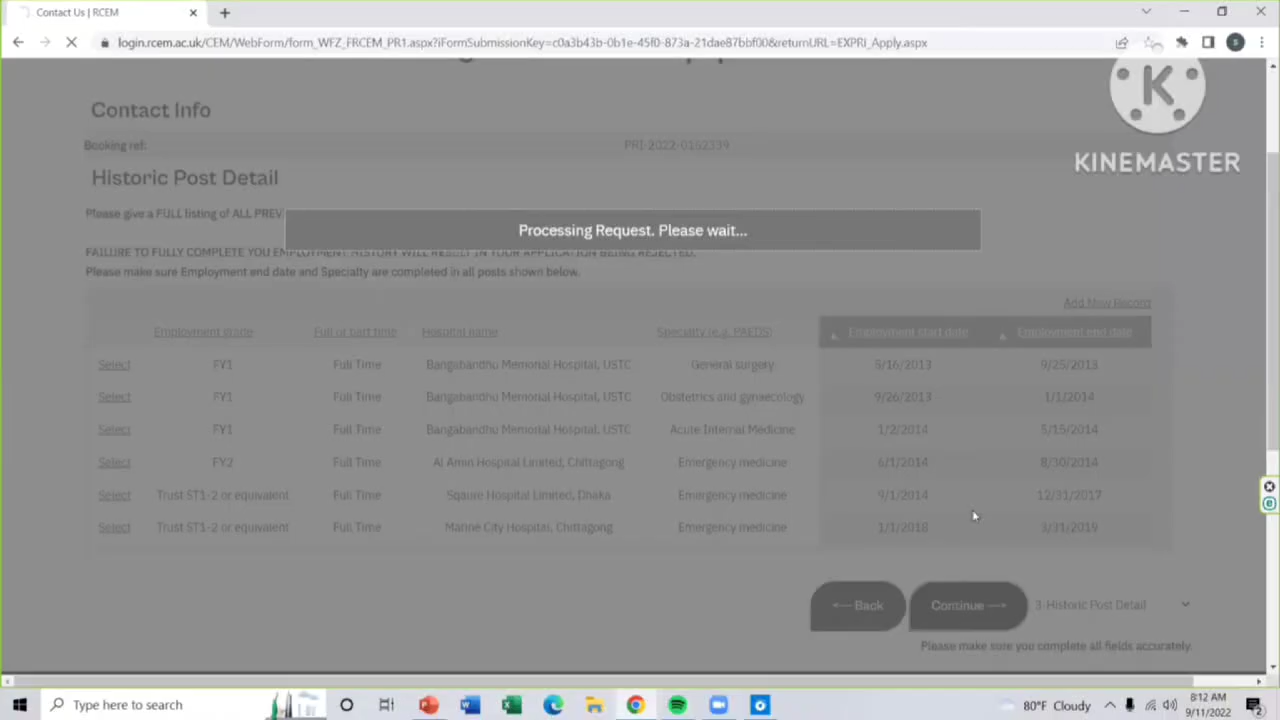 Contact Us | RCEM
login.rcem.ac.uk/CEM/WebForm/form_WFZ_FRCEM_PR1.aspx?iFormSubmissionKey=c0a3b43b-0b1e-45f0-873a-21dae87bbf00&returnURL=EXPRI_Apply.aspx
K
KINEMASTER
Contact Info
Booking ref: PRI-2022-0152339
Historic Post Detail
Please give a FULL listing of ALL PREV
Processing Request. Please wait...
FAILURE TO FULLY COMPLETE YOU EMPLOYMENT HISTORY WILL RESULT IN YOUR APPLICATION BEING REJECTED.
Please make sure Employment end date and Specialty are completed in all posts shown below.
Add New Record
Employment grade Full or part time Hospital name Specialty (e.g. PAEDS) Employment start date Employment end date
Select FY1 Full Time Bangabandhu Memorial Hospital, USTC General surgery 5/16/2013 9/25/2013
Select FY1 Full Time Bangabandhu Memorial Hospital, USTC Obstetrics and gynaecology 9/26/2013 1/1/2014
Select FY1 Full Time Bangabandhu Memorial Hospital, USTC Acute Internal Medicine 1/2/2014 5/15/2014
Select FY2 Full Time Al Amin Hospital Limited, Chittagong Emergency medicine 6/1/2014 8/30/2014
Select Trust ST1-2 or equivalent Full Time Sqaure Hospital Limited, Dhaka Emergency medicine 9/1/2014 12/31/2017
Select Trust ST1-2 or equivalent Full Time Marine City Hospital, Chittagong Emergency medicine 1/1/2018 3/31/2019
Back Continue 3-Historic Post Detail
Please make sure you complete all fields accurately.
Type here to search
80°F Cloudy
8:12 AM
9/11/2022
2